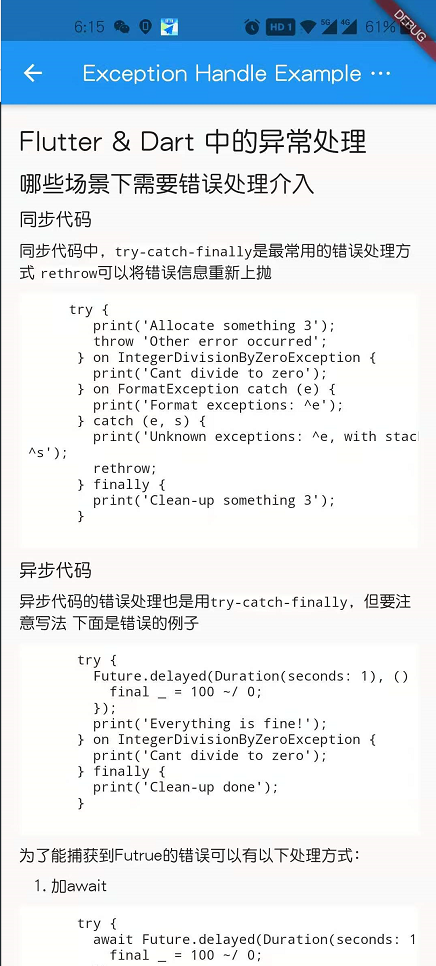 6:15
HD 1
5G
4G
61%
DEBUG
Exception Handle Example ···
Flutter & Dart 中的异常处理
哪些场景下需要错误处理介入
同步代码
同步代码中，try-catch-finally是最常用的错误处理方
式 rethrow可以将错误信息重新上抛
try {
print('Allocate something 3');
throw 'Other error occurred';
} on IntegerDivisionByZeroException {
print('Cant divide to zero');
} on FormatException catch (e) {
print('Format exceptions: ^e');
} catch (e, s) {
print('Unknown exceptions: ^e, with stac
^s');
rethrow;
} finally {
print('Clean-up something 3');
}
异步代码
异步代码的错误处理也是用try-catch-finally，但要注
意写法 下面是错误的例子
try {
Future.delayed(Duration(seconds: 1), ()
final _ = 100 ~/ 0;
});
print('Everything is fine!');
} on IntegerDivisionByZeroException {
print('Cant divide to zero');
} finally {
print('Clean-up done');
}
为了能捕获到Futrue的错误可以有以下处理方式：
1. 加await
try {
await Future.delayed(Duration(seconds: 1
final _ = 100 ~/ 0;